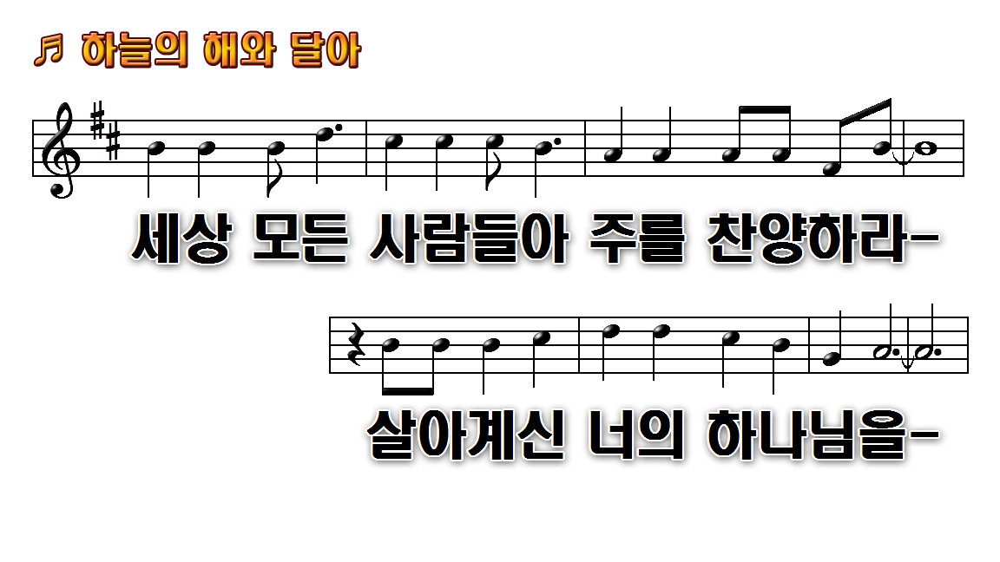 ♬ 하늘의 해와 달아
세상 모든 사람들아 주를 찬양하라-
살아계신 너의 하나님을-